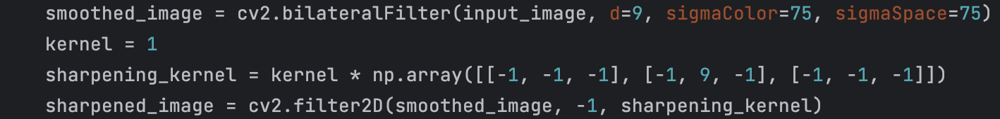 smoothed_image = cv2.bilateralFilter(input_image, d=9, sigmaColor=75, sigmaSpace=75)
kernel = 1
sharpening_kernel = kernel * np.array([[-1, -1, -1], [-1, 9, -1], [-1, -1, -1]])
sharpened_image = cv2.filter2D(smoothed_image, -1, sharpening_kernel)